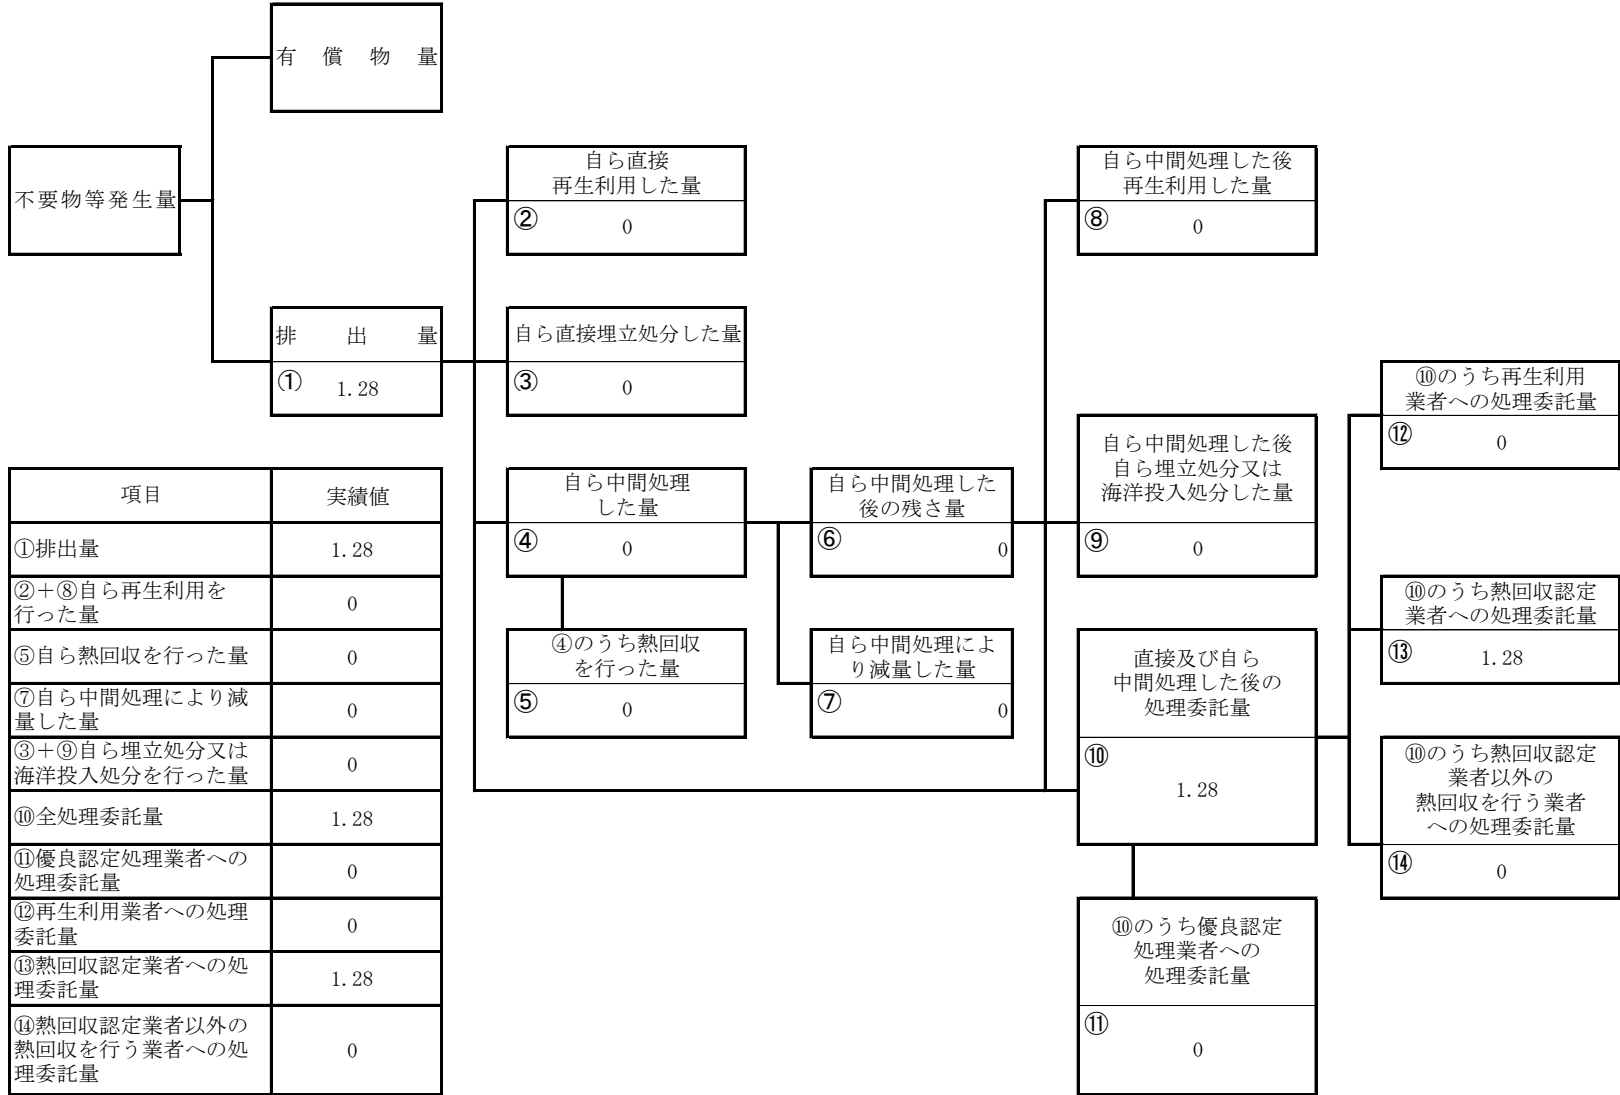 有償物量
不要物等発生量
排出量
① 1.28
自ら直接
再生利用した量
② 0
自ら直接埋立処分した量
③ 0
自ら中間処理
した量
④ 0
④のうち熱回収
を行った量
⑤ 0
自ら中間処理した
後の残さ量
⑥ 0
自ら中間処理によ
り減量した量
⑦ 0
自ら中間処理した後
再生利用した量
⑧ 0
自ら中間処理した後
自ら埋立処分又は
海洋投入処分した量
⑨ 0
直接及び自ら
中間処理した後の
処理委託量
⑩
1.28
⑩のうち優良認定
処理業者への
処理委託量
⑪
0
⑩のうち再生利用
業者への処理委託量
⑫ 0
⑩のうち熱回収認定
業者への処理委託量
⑬ 1.28
⑩のうち熱回収認定
業者以外の
熱回収を行う業者
への処理委託量
⑭ 0
項目 実績値
①排出量 1.28
②+⑧自ら再生利用を
行った量 0
⑤自ら熱回収を行った量 0
⑦自ら中間処理により減
量した量 0
③+⑨自ら埋立処分又は
海洋投入処分を行った量 0
⑩全処理委託量 1.28
⑪優良認定処理業者への
処理委託量 0
⑫再生利用業者への処理
委託量 0
⑬熱回収認定業者への処
理委託量 1.28
⑭熱回収認定業者以外の
熱回収を行う業者への処
理委託量 0